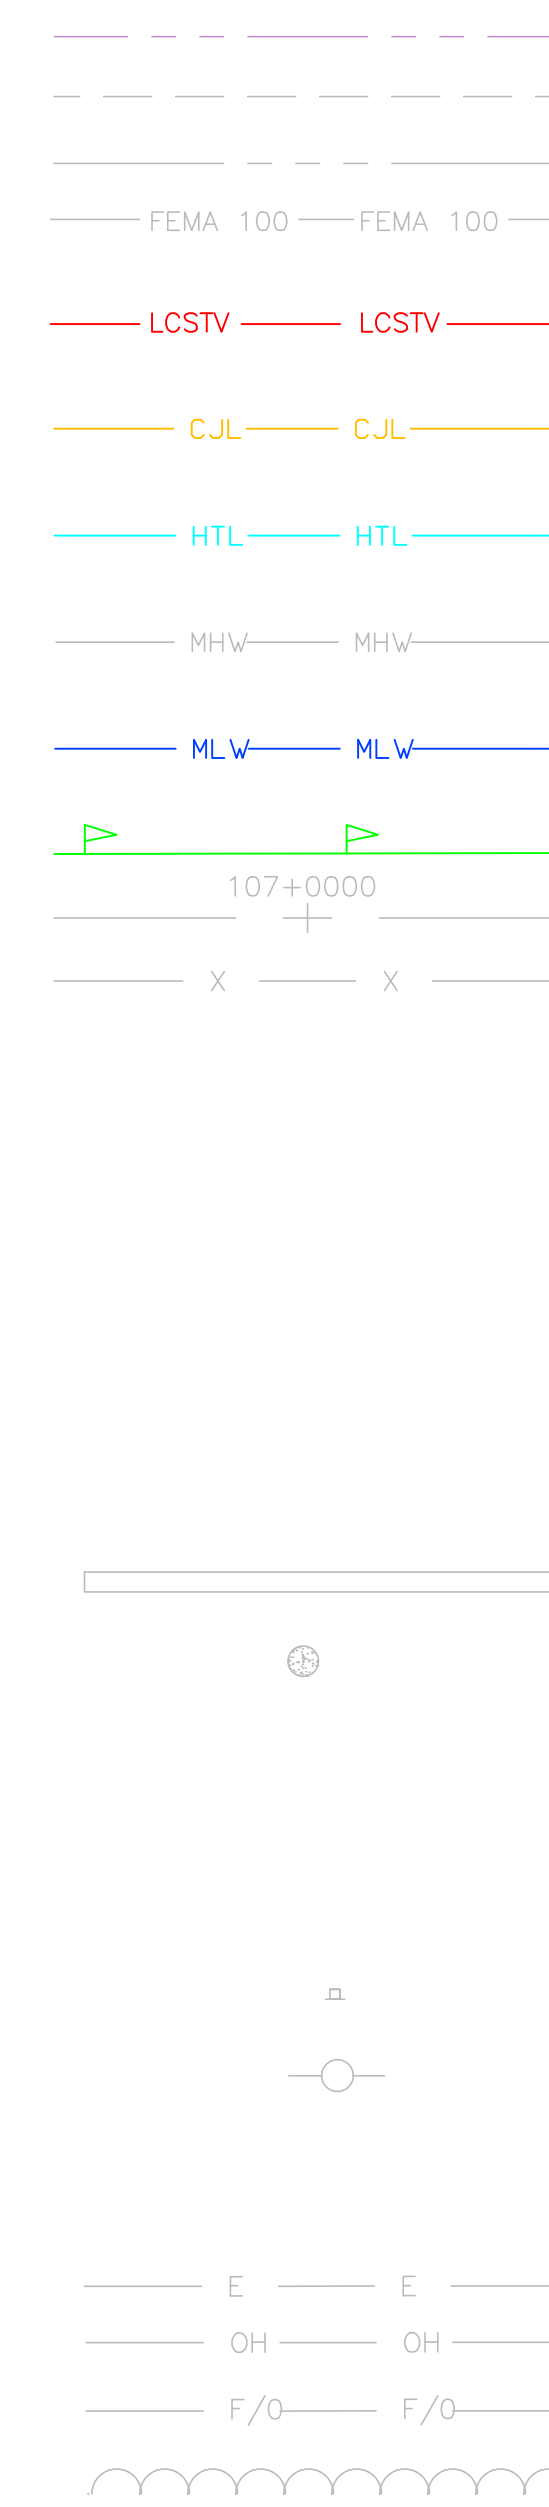 FEMA 100 FEMA 100
LCSTV LCSTV
CJL CJL
HTL HTL
MHW MHW
MLW MLW
107+0000
X X
E E
OH OH
F/O F/O